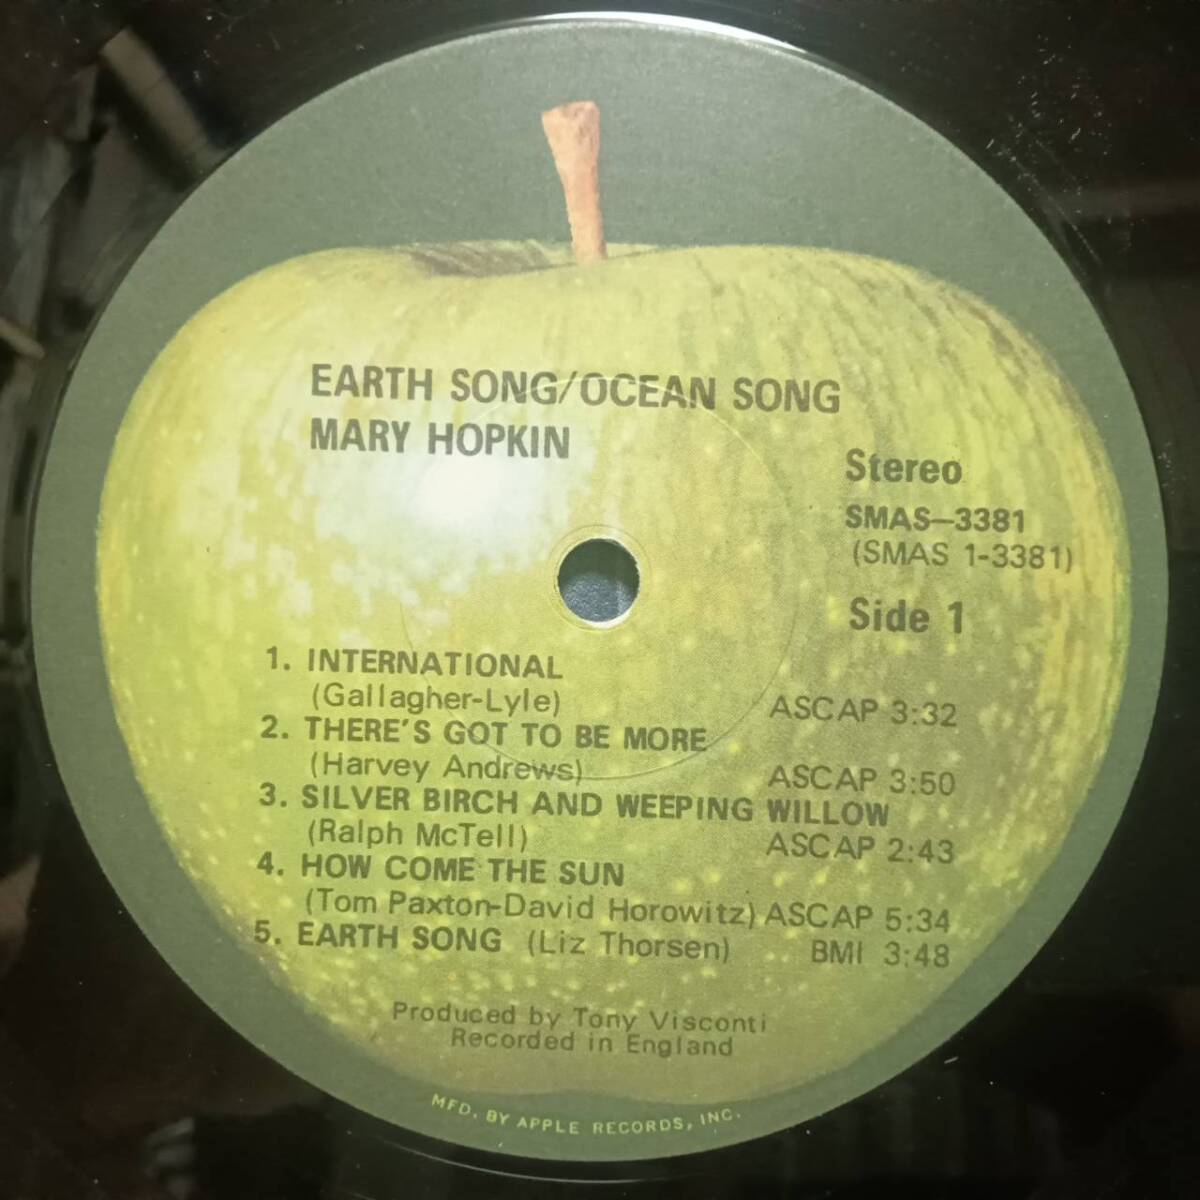 EARTH SONG/OCEAN SONG
MARY HOPKIN
Stereo
SMAS-3381
(SMAS 1-3381)
Side 1
1. INTERNATIONAL
(Gallagher-Lyle) ASCAP 3:32
2. THERE'S GOT TO BE MORE
(Harvey Andrews) ASCAP 3:50
3. SILVER BIRCH AND WEEPING WILLOW
(Ralph McTell) ASCAP 2:43
4. HOW COME THE SUN
(Tom Paxton-David Horowitz) ASCAP 5:34
5. EARTH SONG (Liz Thorsen) BMI 3:48
Produced by Tony Visconti
Recorded in England
MFD. BY APPLE RECORDS, INC.